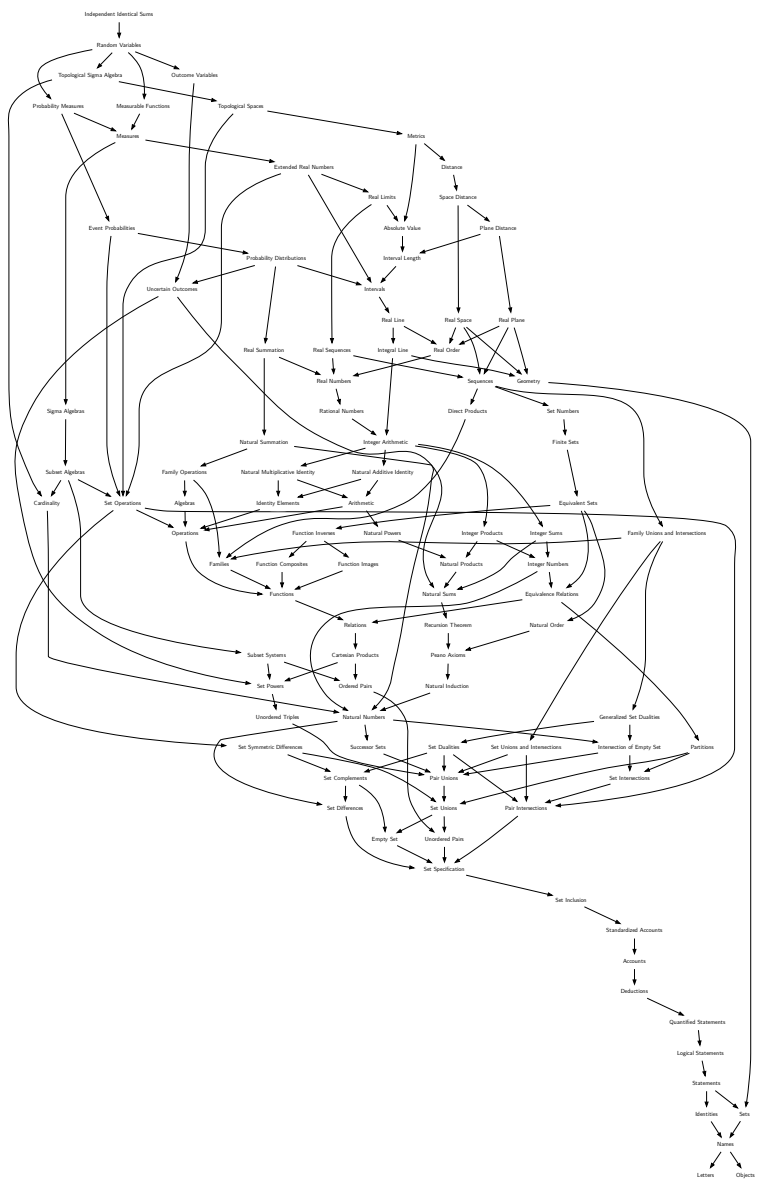 Independent Identical Sums
Random Variables
Topological Sigma Algebra
Outcome Variables
Probability Measures
Measurable Functions
Topological Spaces
Measures
Metrics
Extended Real Numbers
Distance
Real Limits
Space Distance
Event Probabilities
Absolute Value
Plane Distance
Probability Distributions
Interval Length
Uncertain Outcomes
Intervals
Real Line
Real Space
Real Plane
Real Summation
Real Sequences
Integral Line
Real Order
Real Numbers
Sequences
Geometry
Sigma Algebras
Rational Numbers
Direct Products
Set Numbers
Natural Summation
Integer Arithmetic
Finite Sets
Subset Algebras
Family Operations
Natural Multiplicative Identity
Natural Additive Identity
Cardinality
Set Operations
Algebras
Identity Elements
Arithmetic
Equivalent Sets
Operations
Function Inverses
Natural Powers
Integer Products
Integer Sums
Family Unions and Intersections
Families
Function Composites
Function Images
Natural Products
Integer Numbers
Functions
Natural Sums
Equivalence Relations
Relations
Recursion Theorem
Natural Order
Subset Systems
Cartesian Products
Peano Axioms
Set Powers
Ordered Pairs
Natural Induction
Unordered Triples
Natural Numbers
Generalized Set Dualities
Set Symmetric Differences
Successor Sets
Set Dualities
Set Unions and Intersections
Intersection of Empty Set
Partitions
Set Complements
Pair Unions
Set Intersections
Set Differences
Set Unions
Pair Intersections
Empty Set
Unordered Pairs
Set Specification
Set Inclusion
Standardized Accounts
Accounts
Deductions
Quantified Statements
Logical Statements
Statements
Identities
Sets
Names
Letters
Objects